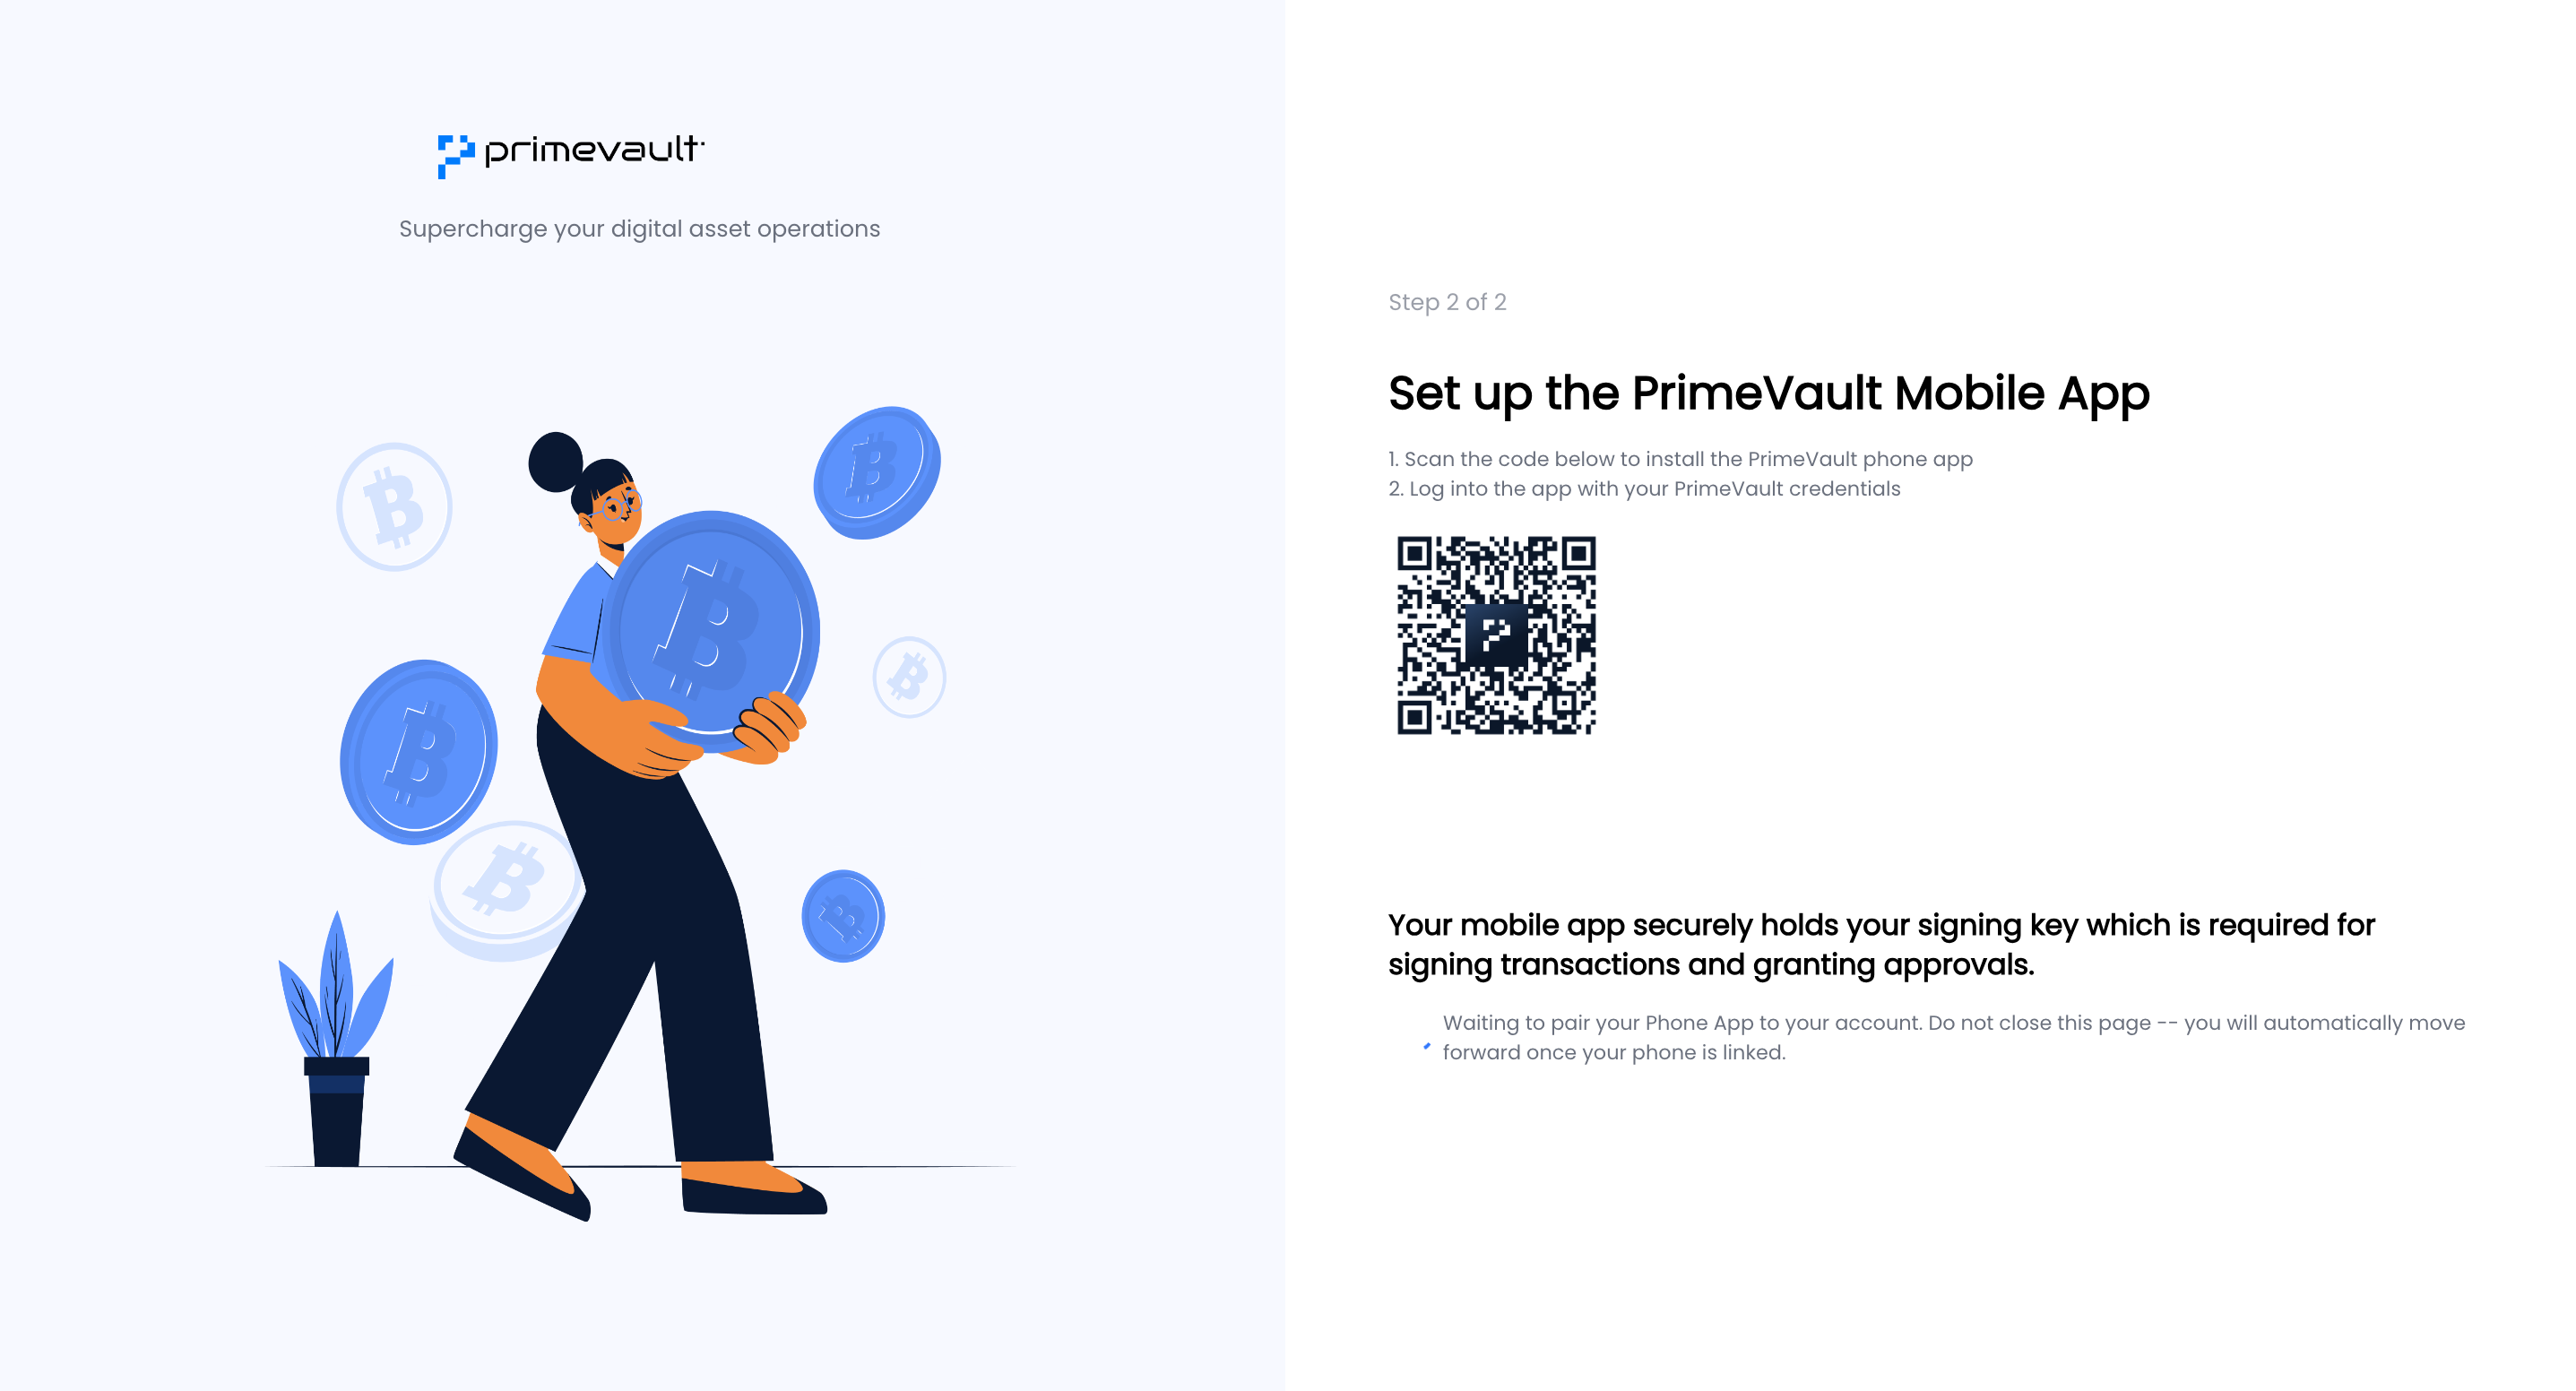 primevault
Supercharge your digital asset operations
Step 2 of 2
Set up the PrimeVault Mobile App
1. Scan the code below to install the PrimeVault phone app
2. Log into the app with your PrimeVault credentials
Your mobile app securely holds your signing key which is required for
signing transactions and granting approvals.
Waiting to pair your Phone App to your account. Do not close this page -- you will automatically move
forward once your phone is linked.